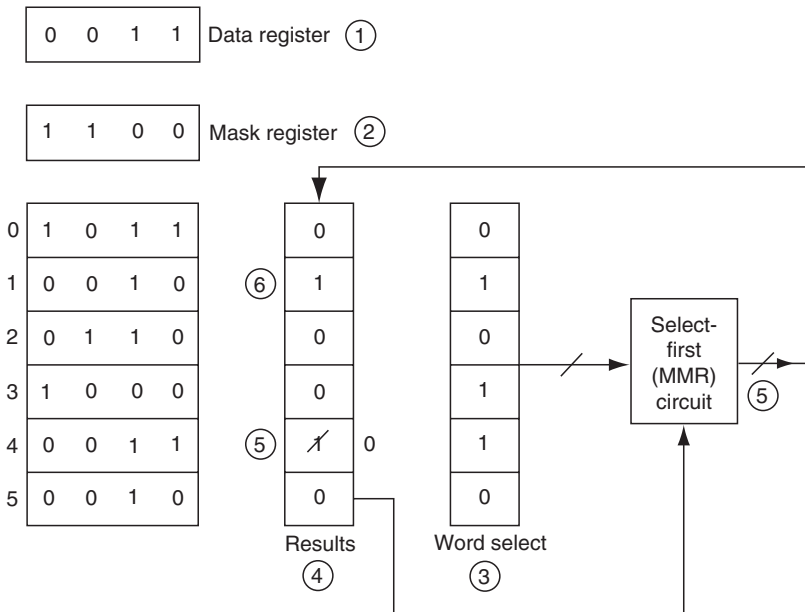 0 0 1 1 Data register 1
1 1 0 0 Mask register 2
0 1 0 1 1 0 0
1 0 0 1 0 6 1 1
2 0 1 1 0 0 0
3 1 0 0 0 0 1
4 0 0 1 1 5 1 0 1
5 0 0 1 0 0 0
Select-
first
(MMR)
circuit
5
Results
4
Word select
3